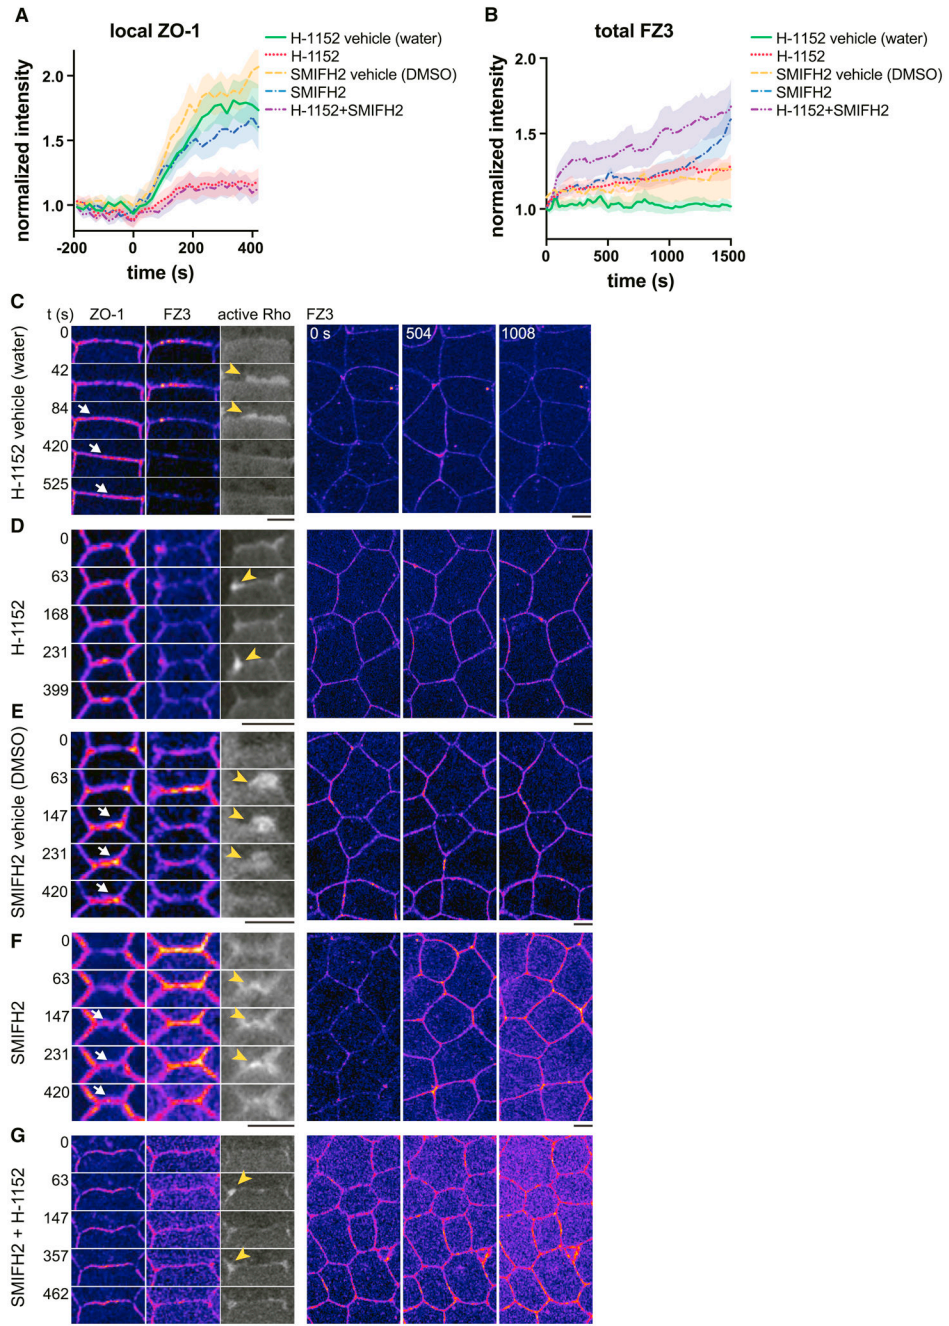 A
local ZO-1
normalized intensity
2.0
1.5
1.0
-200
0
200
400
time (s)
H-1152 vehicle (water)
H-1152
SMIFH2 vehicle (DMSO)
SMIFH2
H-1152+SMIFH2
B
total FZ3
normalized intensity
2.0
1.5
1.0
0
500
1000
1500
time (s)
H-1152 vehicle (water)
H-1152
SMIFH2 vehicle (DMSO)
SMIFH2
H-1152+SMIFH2
C
t (s) ZO-1 FZ3 active Rho FZ3
H-1152 vehicle (water)
0
42
84
420
525
0 s 504 1008
D
H-1152
0
63
168
231
399
E
SMIFH2 vehicle (DMSO)
0
63
147
231
420
F
SMIFH2
0
63
147
231
420
G
SMIFH2 + H-1152
0
63
147
357
462